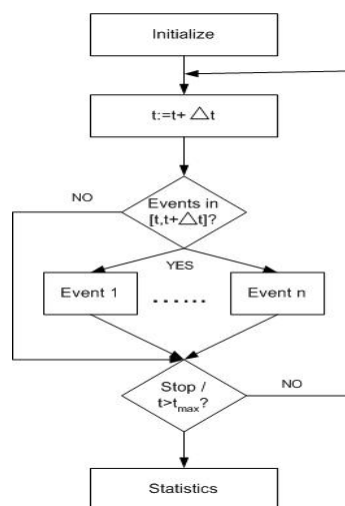 Initialize
t:=t+ △t
Events in
[t,t+△t]?
NO
YES
Event 1
......
Event n
Stop /
t>tmax?
NO
Statistics